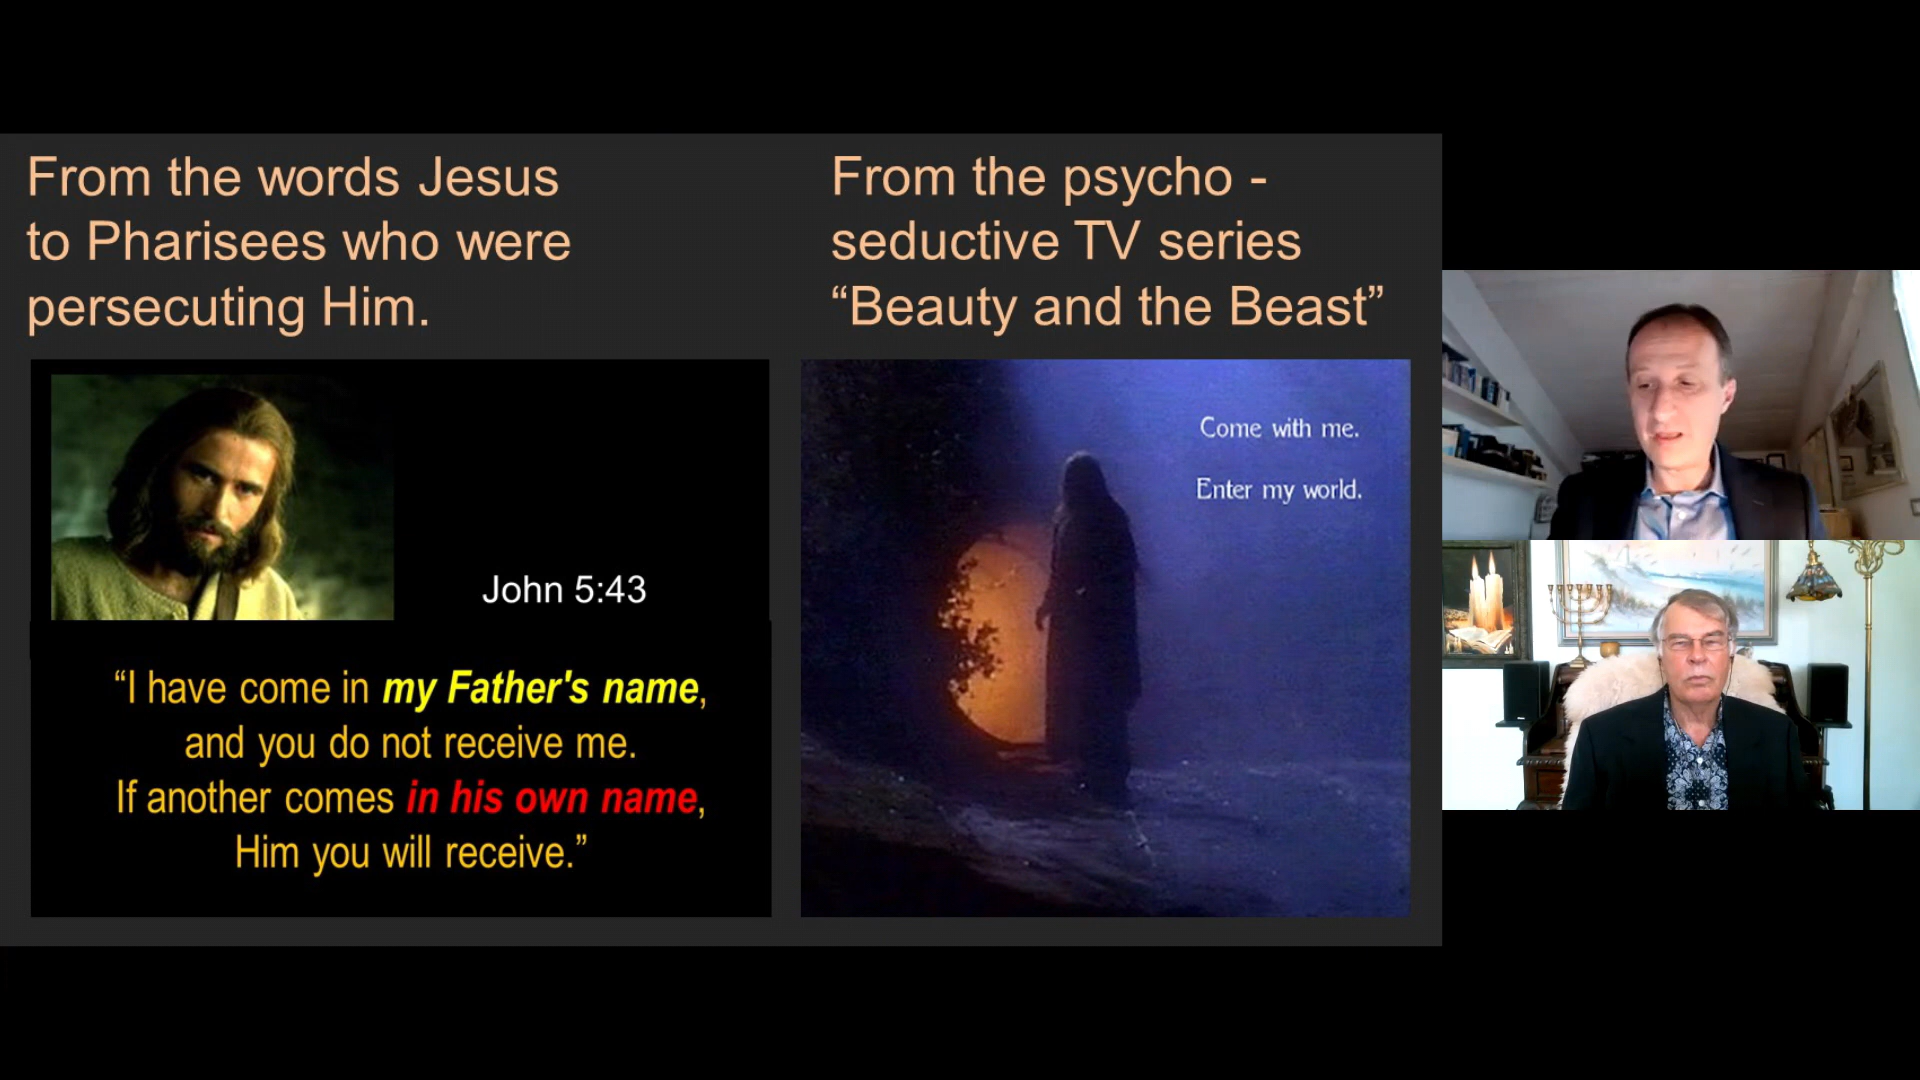 From the words Jesus
to Pharisees who were
persecuting Him.
John 5:43
“I have come in my Father's name,
and you do not receive me.
If another comes in his own name,
Him you will receive.”
From the psycho -
seductive TV series
“Beauty and the Beast”
Come with me.
Enter my world.